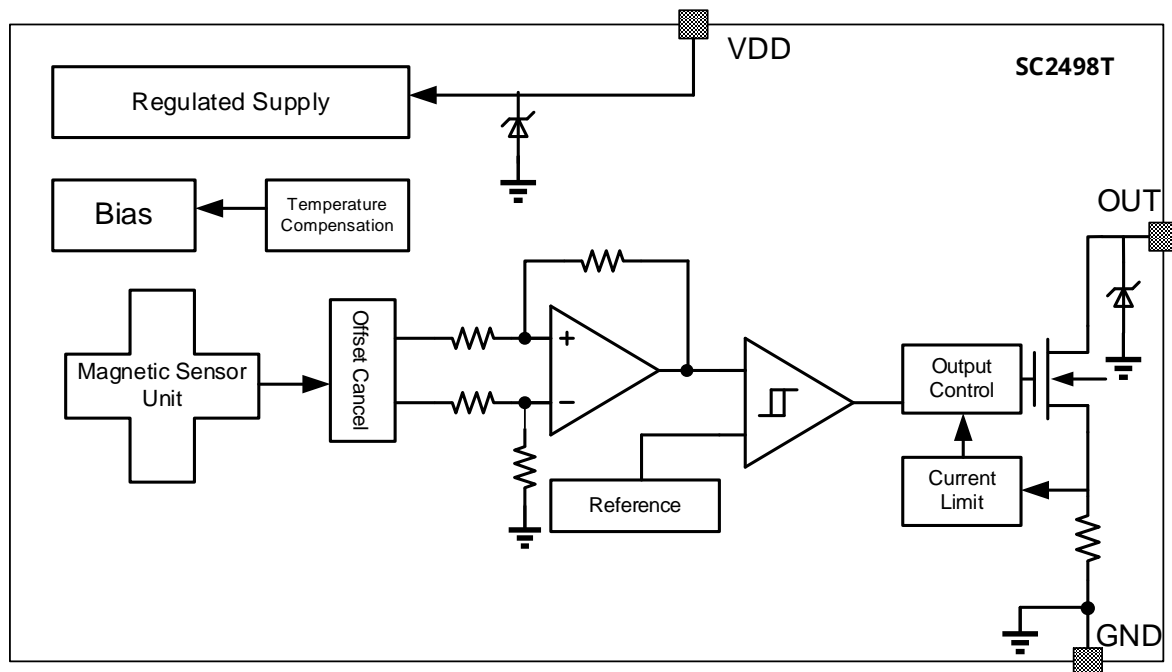 VDD
SC2498T
Regulated Supply
Bias
Temperature
Compensation
OUT
Magnetic Sensor
Unit
Offset Cancel
+
−
Output
Control
Reference
Current
Limit
GND